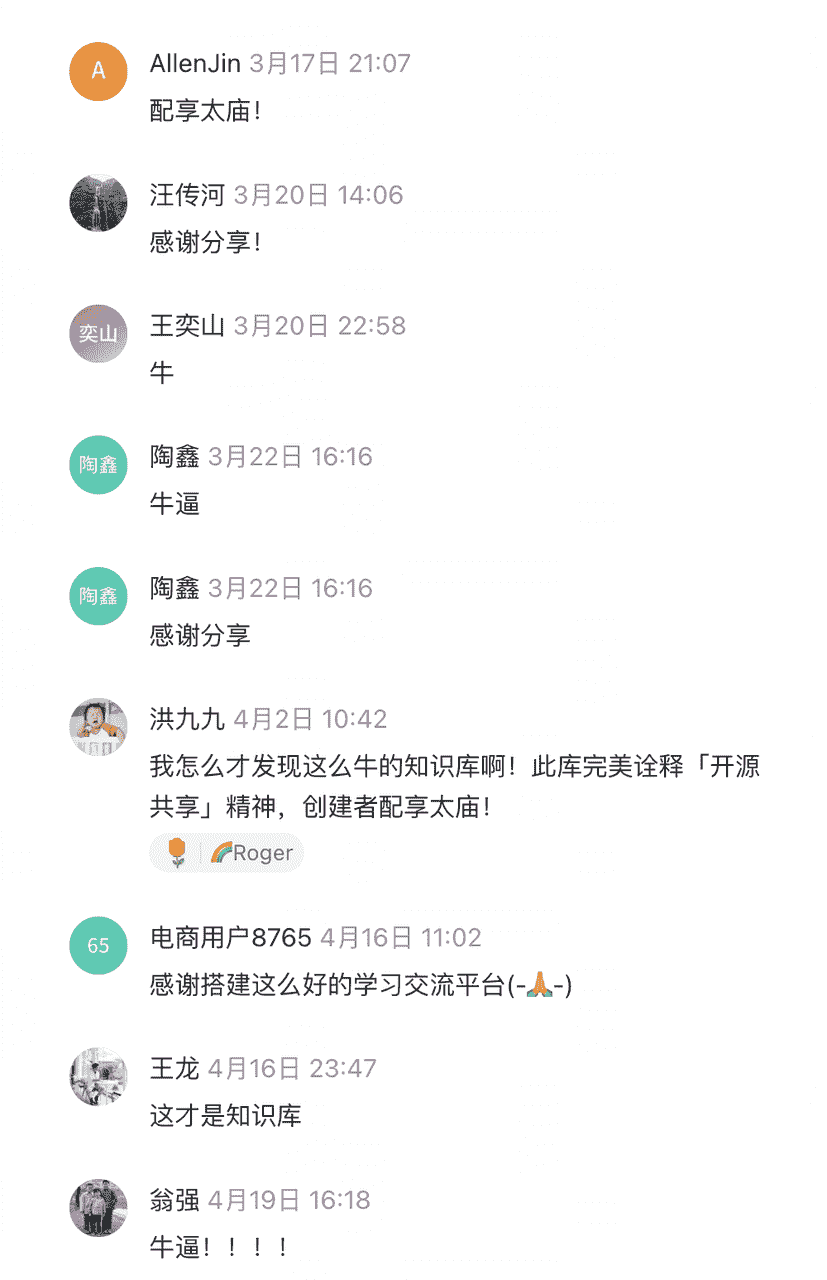 A
AllenJin 3月17日 21:07
配享太庙！
汪传河 3月20日 14:06
感谢分享！
奕山
王奕山 3月20日 22:58
牛
陶鑫
陶鑫 3月22日 16:16
牛逼
陶鑫
陶鑫 3月22日 16:16
感谢分享
洪九九 4月2日 10:42
我怎么才发现这么牛的知识库啊！此库完美诠释「开源
共享」精神，创建者配享太庙！
🌷 | 🌈Roger
65
电商用户8765 4月16日 11:02
感谢搭建这么好的学习交流平台(-🙏-)
王龙 4月16日 23:47
这才是知识库
翁强 4月19日 16:18
牛逼！！！！